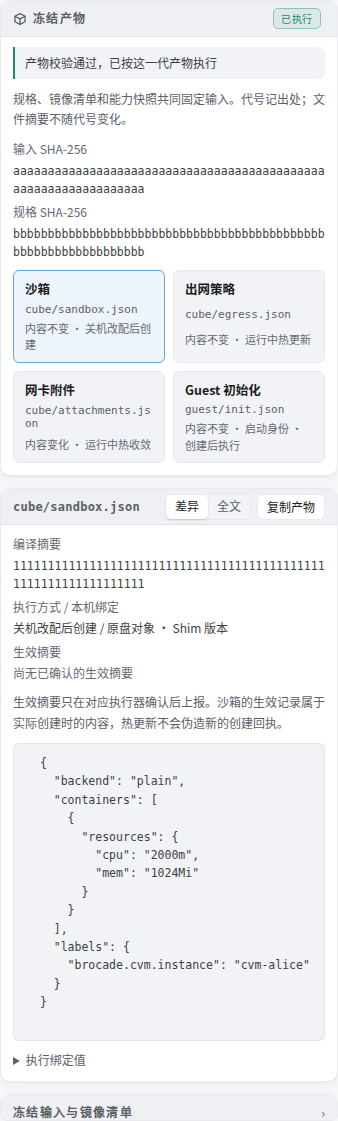 冻结产物
已执行
产物校验通过，已按这一代产物执行
规格、镜像清单和能力快照共同固定输入。代号记出处；文
件摘要不随代号变化。
输入 SHA-256
aaaaaaaaaaaaaaaaaaaaaaaaaaaaaaaaaaaaaaaaaaaaa
aaaaaaaaaaaaaaaaaaa
规格 SHA-256
bbbbbbbbbbbbbbbbbbbbbbbbbbbbbbbbbbbbbbbbbbbbb
bbbbbbbbbbbbbbbbbbb
沙箱
cube/sandbox.json
内容不变 · 关机改配后创
建
出网策略
cube/egress.json
内容不变 · 运行中热更新
网卡附件
cube/attachments.js
on
内容变化 · 运行中热收敛
Guest 初始化
guest/init.json
内容不变 · 启动身份 ·
创建后执行
cube/sandbox.json
差异
全文
复制产物
编译摘要
111111111111111111111111111111111111111111111
1111111111111111111
执行方式 / 本机绑定
关机改配后创建 / 原盘对象 · Shim 版本
生效摘要
尚无已确认的生效摘要
生效摘要只在对应执行器确认后上报。沙箱的生效记录属于
实际创建时的内容，热更新不会伪造新的创建回执。
{
"backend": "plain",
"containers": [
{
"resources": {
"cpu": "2000m",
"mem": "1024Mi"
}
}
],
"labels": {
"brocade.cvm.instance": "cvm-alice"
}
}
▶ 执行绑定值
冻结输入与镜像清单
›